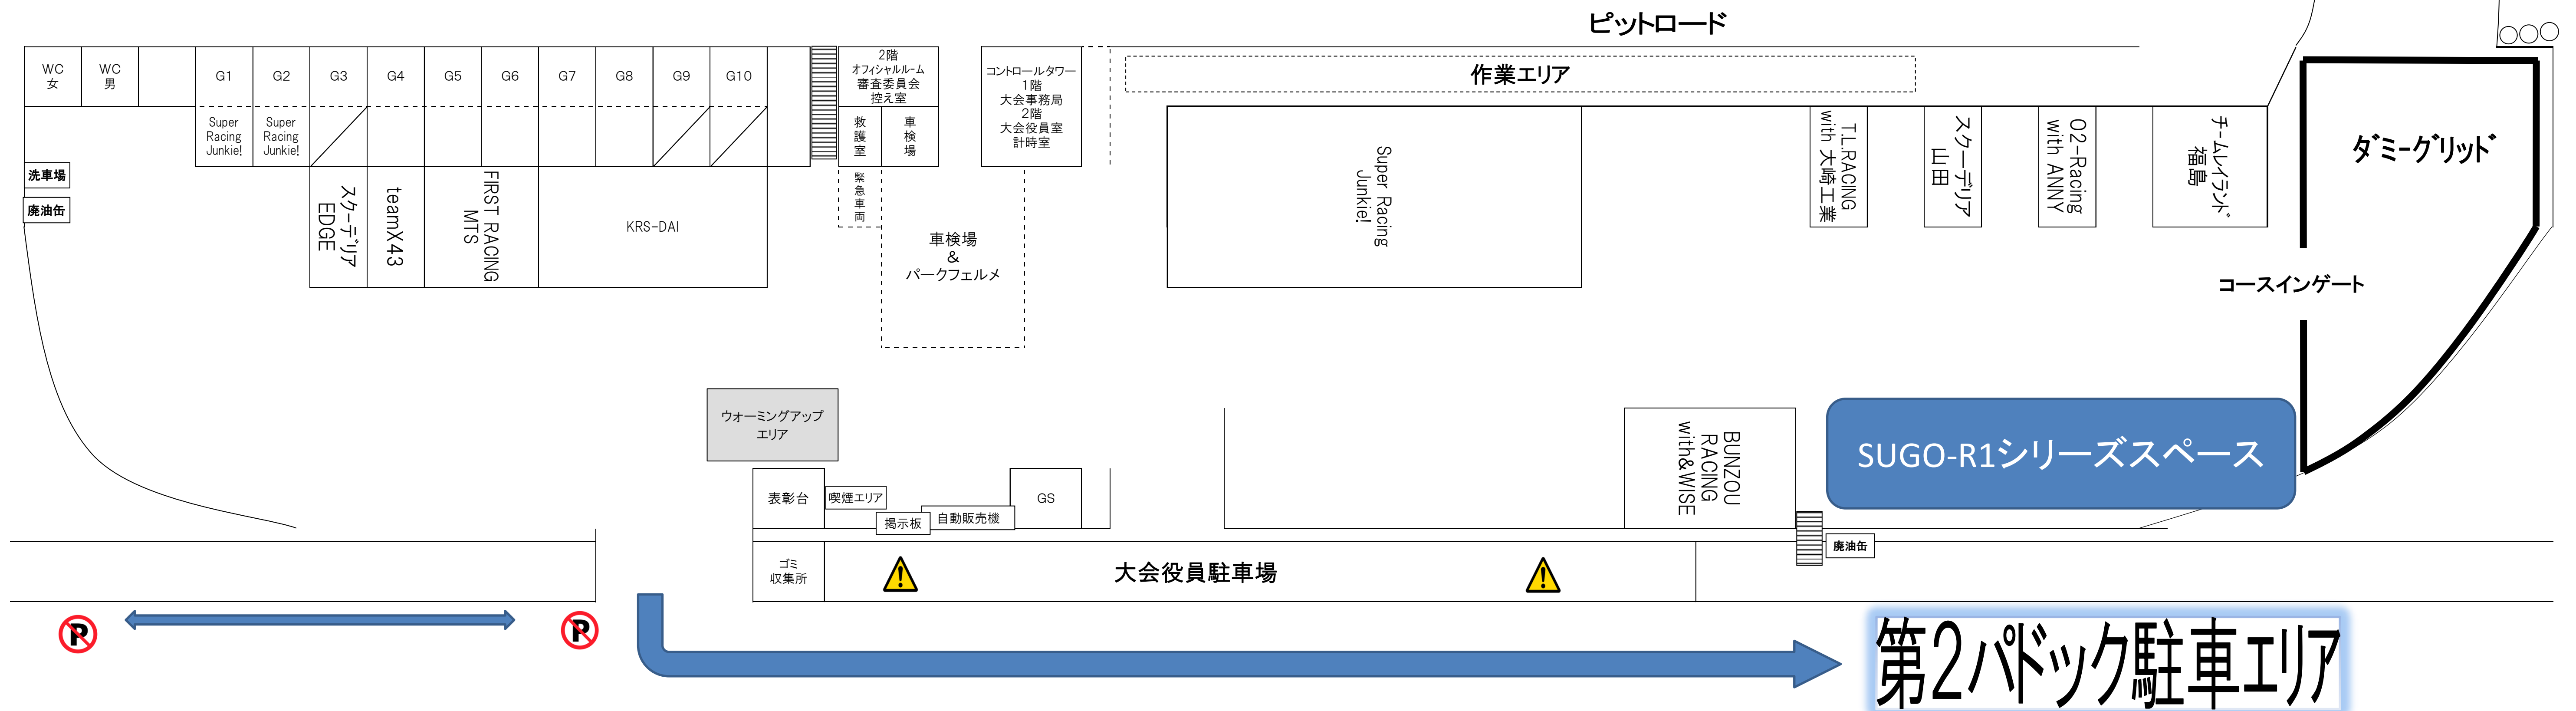 ピットロード
WC
女
WC
男
G1
G2
G3
G4
G5
G6
G7
G8
G9
G10
2階
オフィシャルルーム
審査委員会
控え室
コントロールタワー
1階
大会事務局
2階
大会役員室
計時室
作業エリア
Super
Racing
Junkie!
Super
Racing
Junkie!
救護室
車検場
緊急車両
洗車場
廃油缶
スクーデリア
EDGE
teamX43
FIRST RACING
MTS
KRS-DAI
車検場
&
パークフェルメ
Super Racing
Junkie!
T.L.RACING
with 大崎工業
スクーデリア
山田
O2-Racing
with ANNY
チームレイランド
福島
ダミーグリッド
コースインゲート
ウォーミングアップ
エリア
表彰台
喫煙エリア
掲示板
自動販売機
GS
BUNZOU
RACING
with&WISE
SUGO-R1シリーズスペース
廃油缶
ゴミ
収集所
大会役員駐車場
P
P
第2パドック駐車エリア